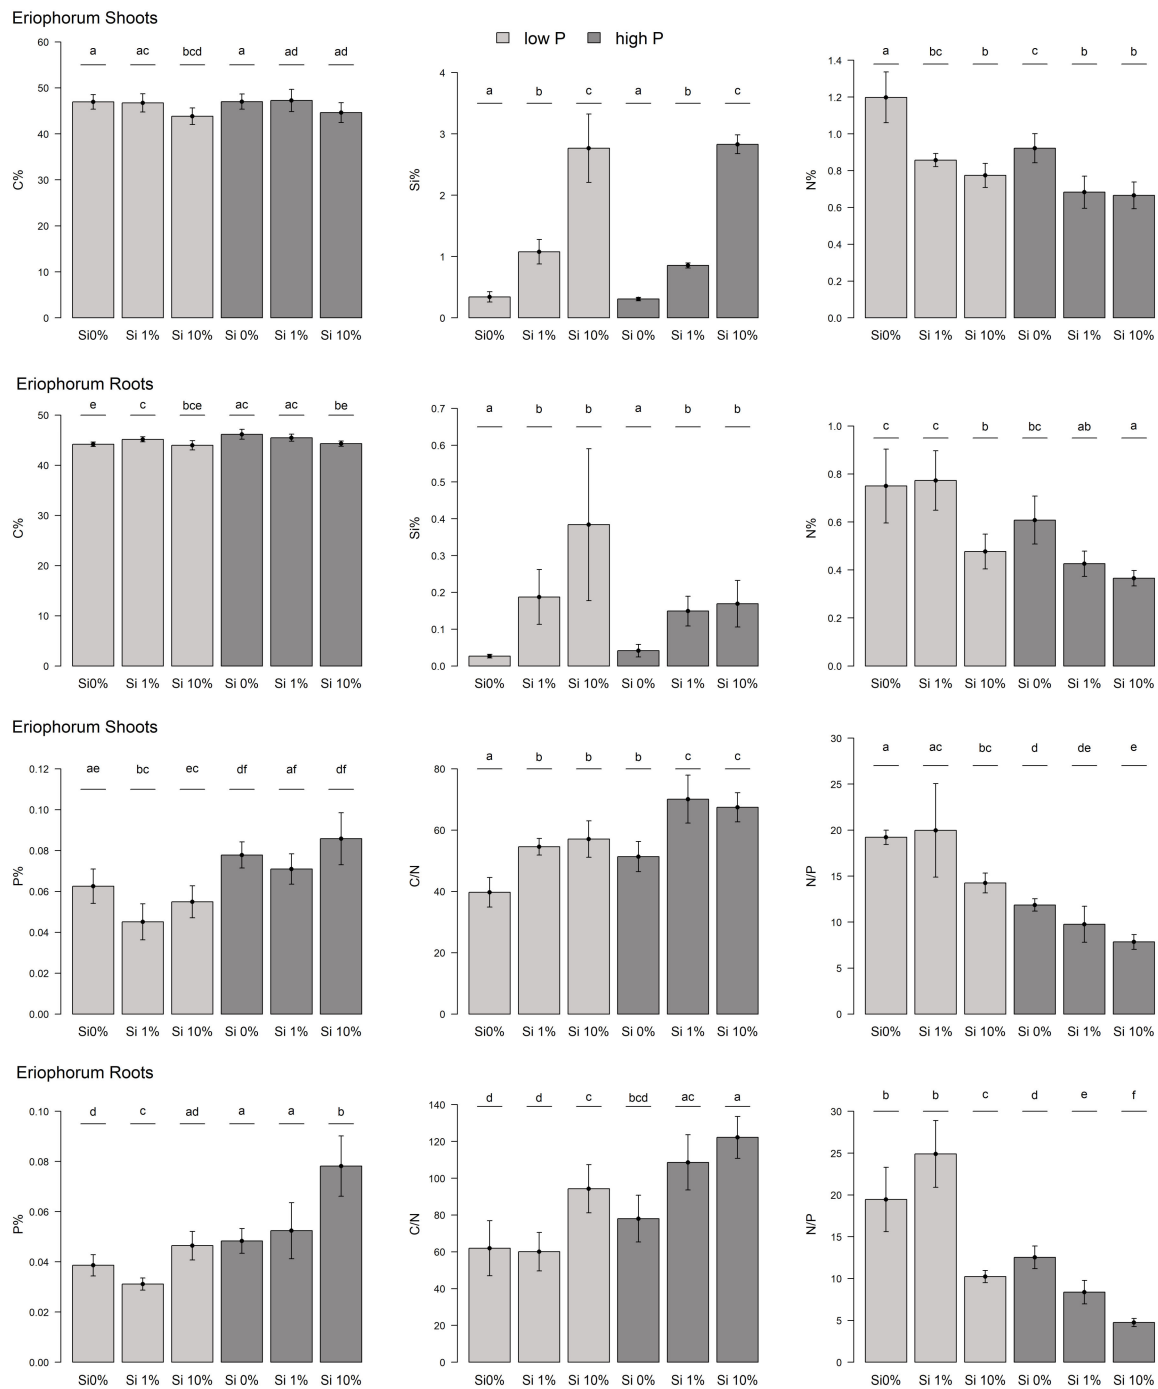 Eriophorum Shoots
low P high P
a ac bcd a ad ad
60
50
40
30
20
10
0
C%
Si0% Si 1% Si 10% Si 0% Si 1% Si 10%
a b c a b c
4
3
2
1
0
Si%
Si0% Si 1% Si 10% Si 0% Si 1% Si 10%
a bc b c b b
1.4
1.2
1.0
0.8
0.6
0.4
0.2
0.0
N%
Si0% Si 1% Si 10% Si 0% Si 1% Si 10%
Eriophorum Roots
e c bce ac ac be
50
40
30
20
10
0
C%
Si0% Si 1% Si 10% Si 0% Si 1% Si 10%
a b b a b b
0.7
0.6
0.5
0.4
0.3
0.2
0.1
0.0
Si%
Si0% Si 1% Si 10% Si 0% Si 1% Si 10%
c c b bc ab a
1.0
0.8
0.6
0.4
0.2
0.0
N%
Si0% Si 1% Si 10% Si 0% Si 1% Si 10%
Eriophorum Shoots
ae bc ec df af df
0.12
0.10
0.08
0.06
0.04
0.02
0.00
P%
Si0% Si 1% Si 10% Si 0% Si 1% Si 10%
a b b b c c
80
60
40
20
0
C/N
Si0% Si 1% Si 10% Si 0% Si 1% Si 10%
a ac bc d de e
30
25
20
15
10
5
0
N/P
Si0% Si 1% Si 10% Si 0% Si 1% Si 10%
Eriophorum Roots
d c ad a a b
0.10
0.08
0.06
0.04
0.02
0.00
P%
Si0% Si 1% Si 10% Si 0% Si 1% Si 10%
d d c bcd ac a
140
120
100
80
60
40
20
0
C/N
Si0% Si 1% Si 10% Si 0% Si 1% Si 10%
b b c d e f
30
25
20
15
10
5
0
N/P
Si0% Si 1% Si 10% Si 0% Si 1% Si 10%